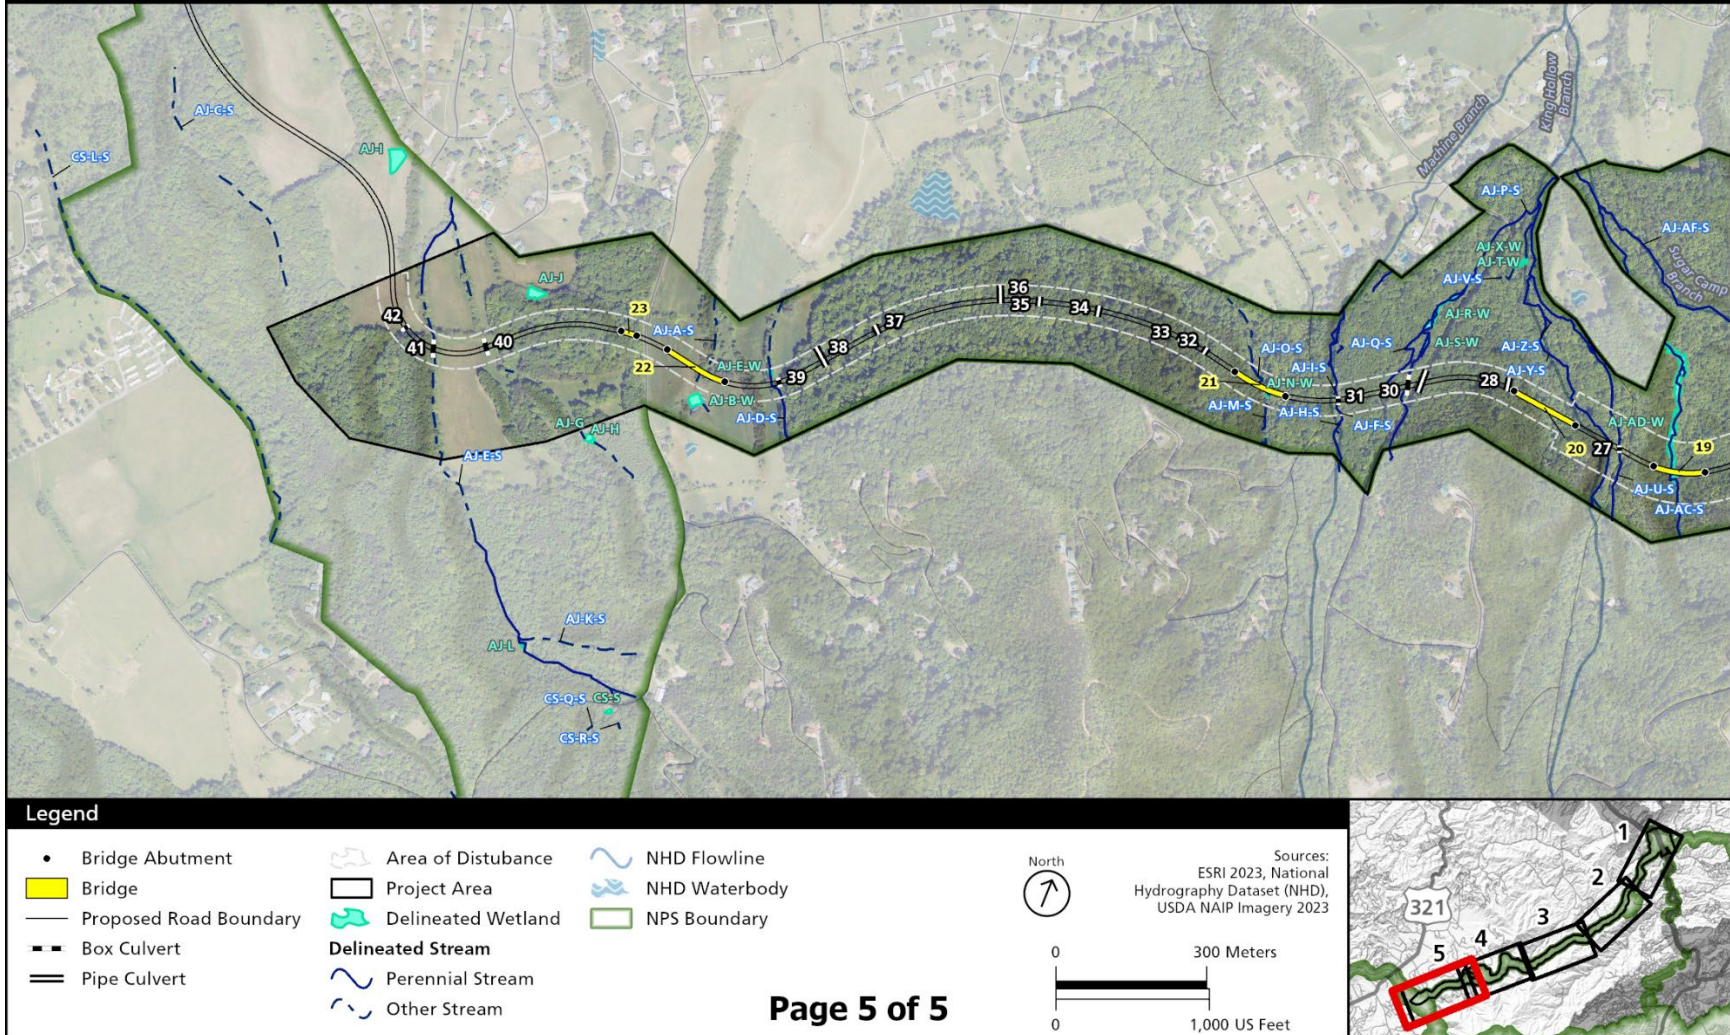 AJ-C-S
CS-L-S
AJ-I
Machine Branch
King Hollow
Branch
AJ-P-S
AJ-AF-S
Sugar Camp
Branch
AJ-X-W
AJ-T-W
AJ-V-S
AJ-J
AJ-R-W
AJ-S-W
AJ-Q-S
AJ-Z-S
AJ-Y-S
AJ-O-S
AJ-I-S
AJ-N-W
AJ-M-S
AJ-H-S
AJ-F-S
AJ-AD-W
AJ-U-S
AJ-AC-S
AJ-A-S
AJ-E-W
AJ-B-W
AJ-D-S
AJ-G
AJ-H
AJ-E-S
AJ-K-S
AJ-L
CS-Q-S
CS-S
CS-R-S
42
41
40
23
22
39
38
37
36
35
34
33
32
21
31
30
28
20
27
19
Legend
Bridge Abutment
Bridge
Proposed Road Boundary
Box Culvert
Pipe Culvert
Area of Distubance
Project Area
Delineated Wetland
Delineated Stream
Perennial Stream
Other Stream
NHD Flowline
NHD Waterbody
NPS Boundary
Page 5 of 5
North
Sources:
ESRI 2023, National
Hydrography Dataset (NHD),
USDA NAIP Imagery 2023
0 300 Meters
0 1,000 US Feet
1
2
3
4
5
321